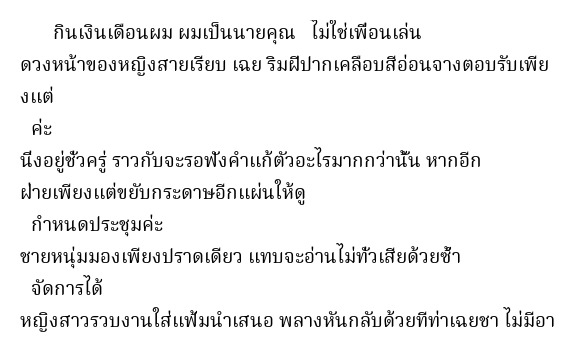 กินเงินเดือนผม ผมเป็นนายคุณ ไม่ใช่เพื่อนเล่น
ดวงหน้าของหญิงสายเรียบ เฉย ริมฝีปากเคลือบสีอ่อนจางตอบรับเพีย
งแต่
ค่ะ
นิ่งอยู่ชั่วครู่ ราวกับจะรอฟังคำแก้ตัวอะไรมากกว่านั้น หากอีก
ฝ่ายเพียงแต่ขยับกระดาษอีกแผ่นให้ดู
กำหนดประชุมค่ะ
ชายหนุ่มมองเพียงปราดเดียว แทบจะอ่านไม่ทั่วเสียด้วยซ้ำ
จัดการได้
หญิงสาวรวบงานใส่แฟ้มนำเสนอ พลางหันกลับด้วยทีท่าเฉยชา ไม่มีอา